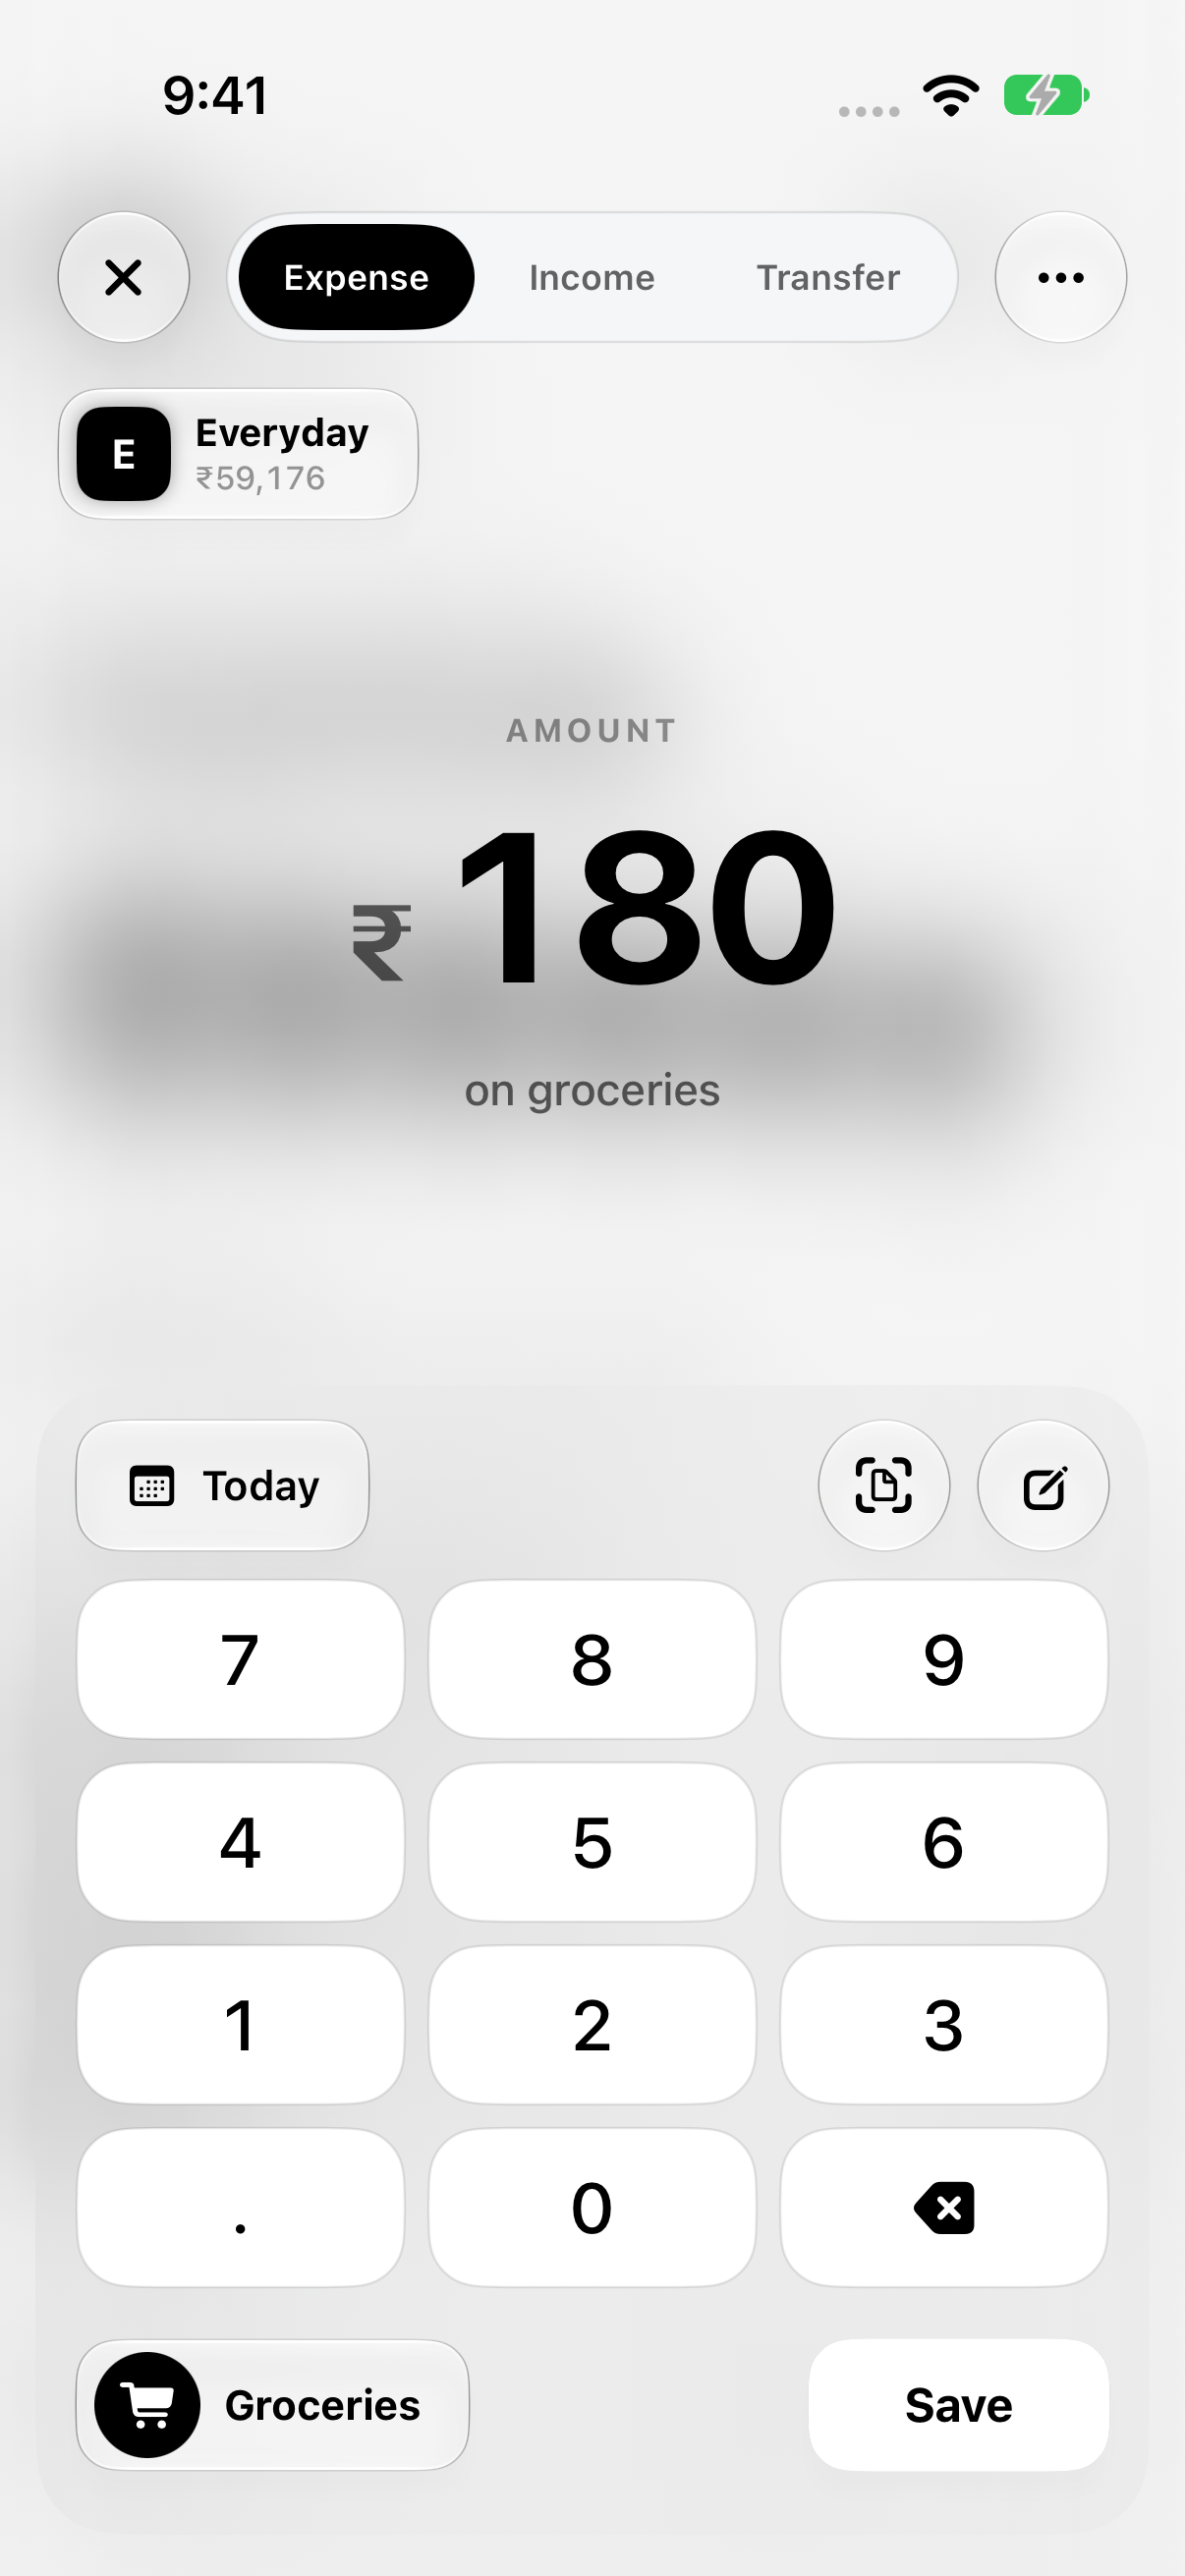 9:41
Expense Income Transfer
E
Everyday
₹59,176
AMOUNT
₹ 180
on groceries
Today
7 8 9
4 5 6
1 2 3
. 0
Groceries Save